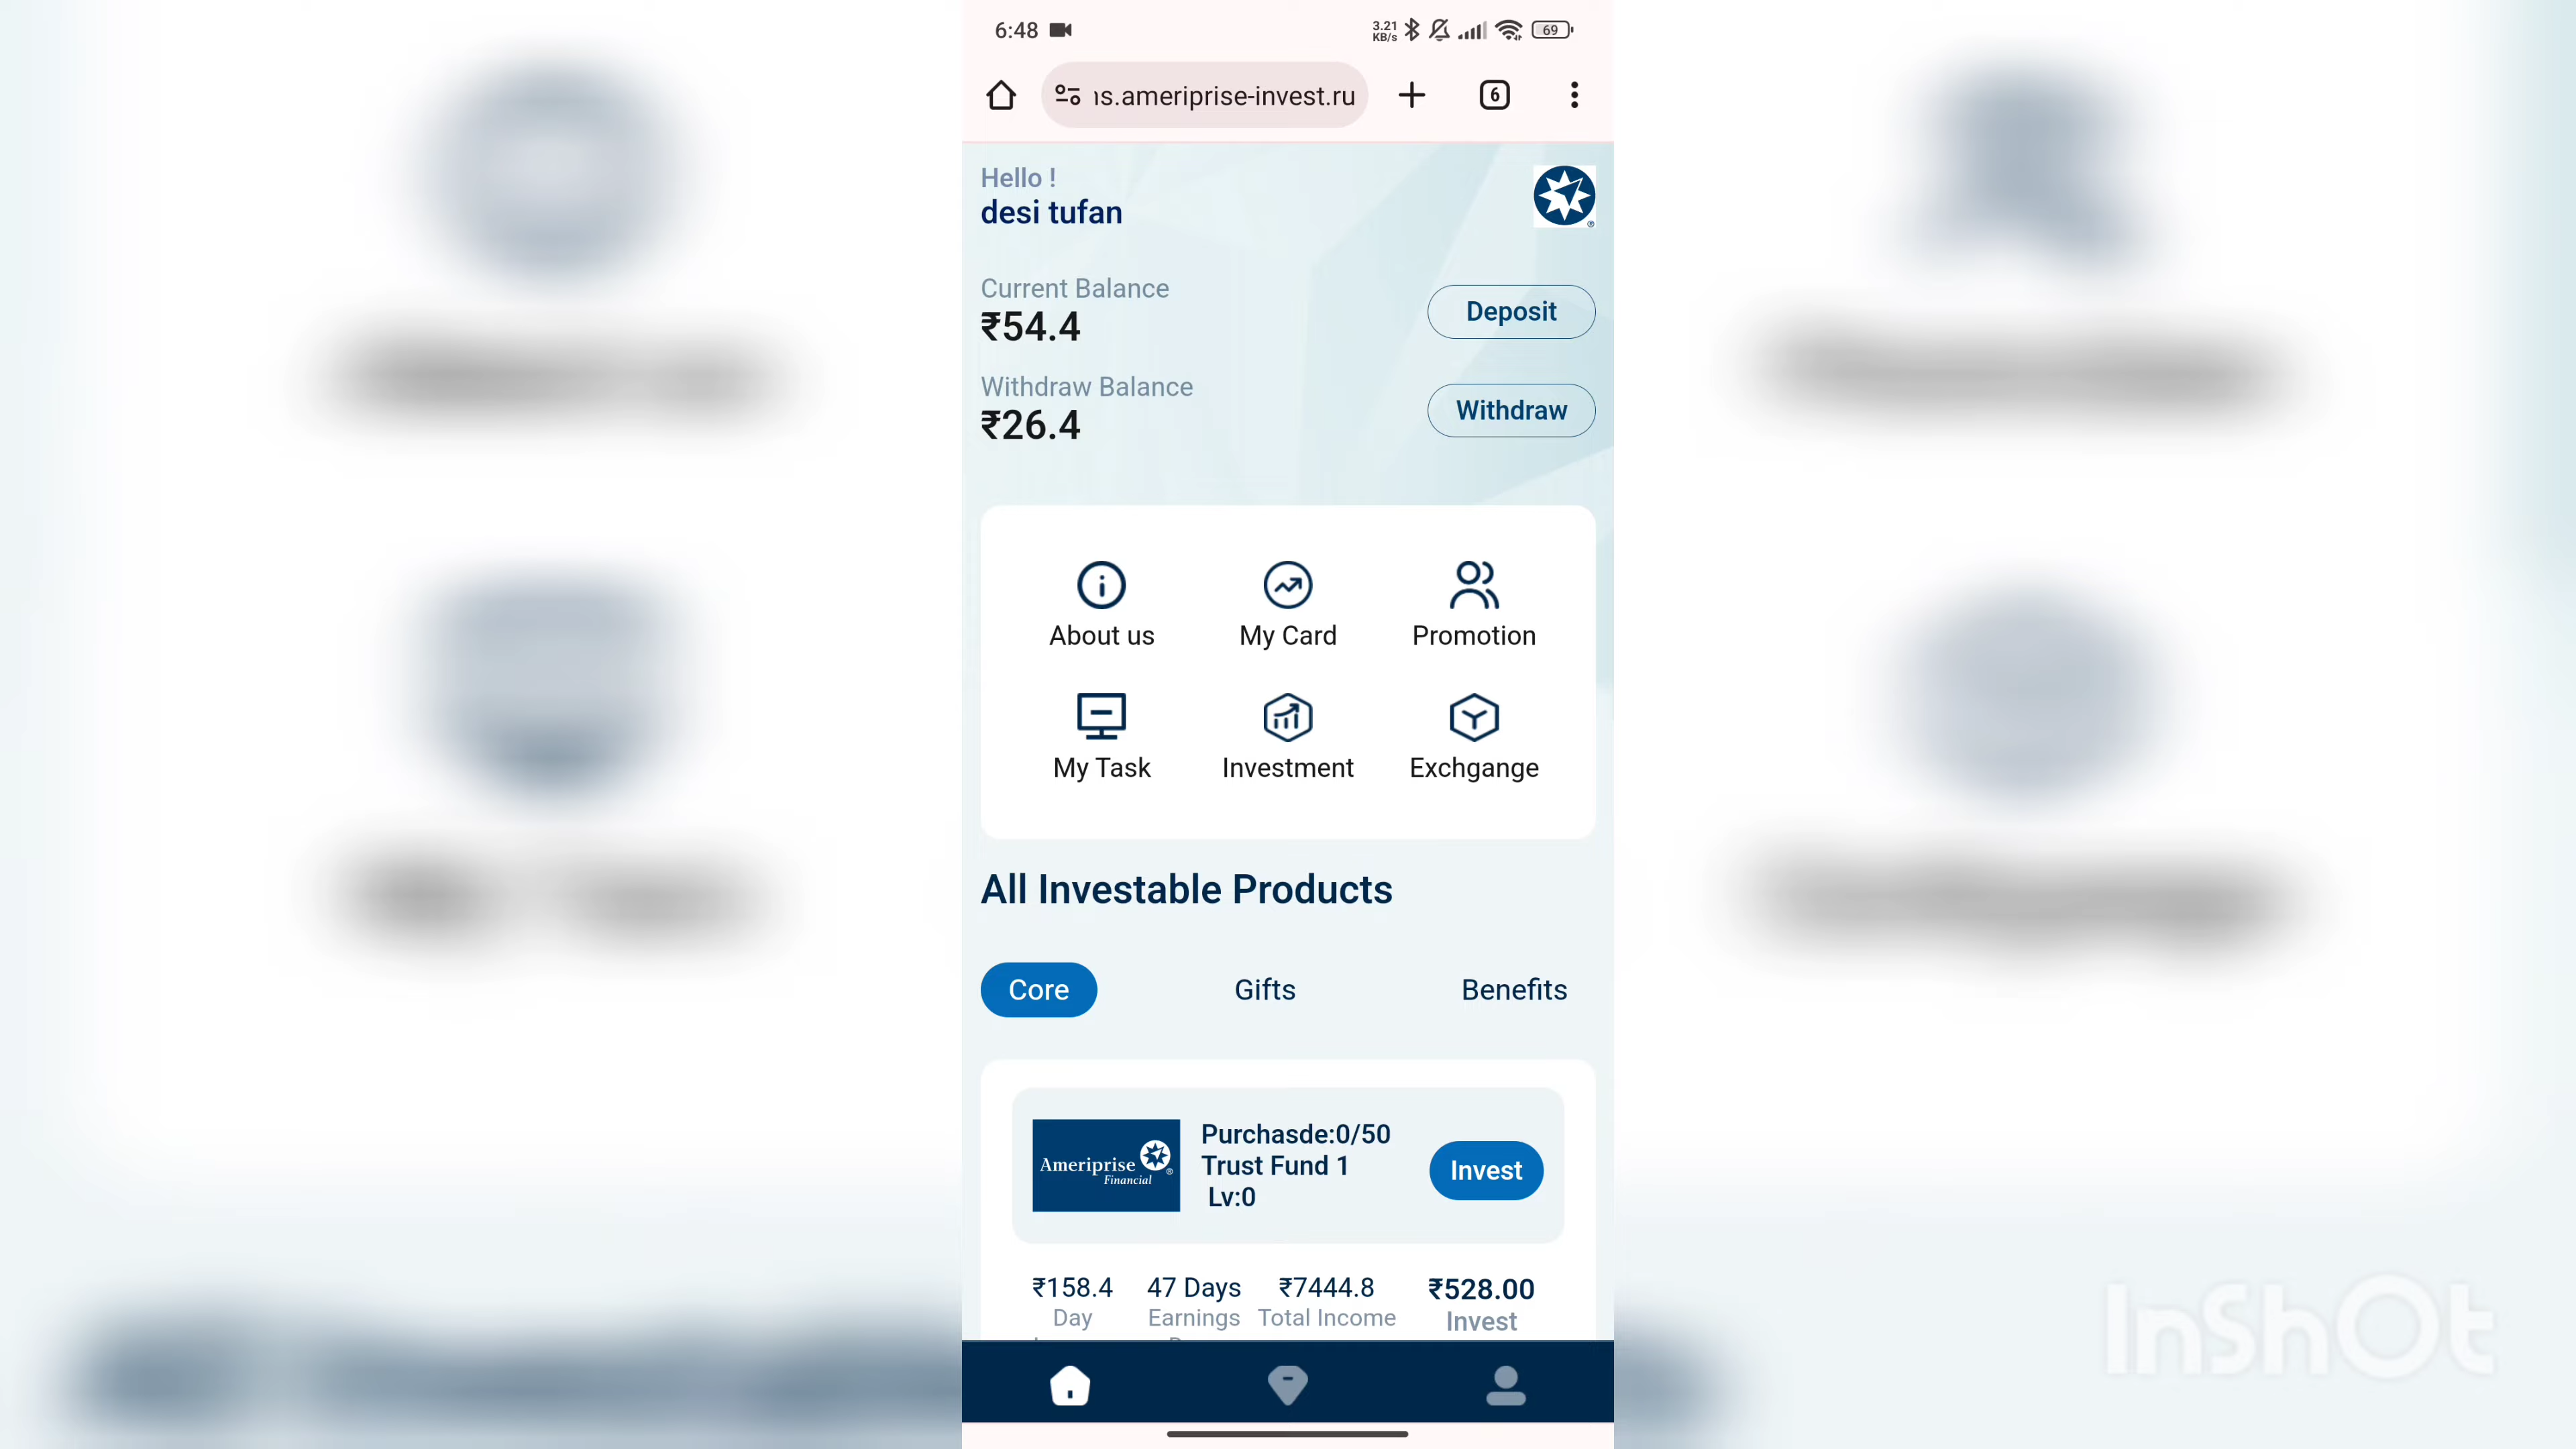 6:48
3.21
KB/s
69
ns.ameriprise-invest.ru
6
Hello !
desi tufan
Current Balance
₹54.4
Deposit
Withdraw Balance
₹26.4
Withdraw
About us
My Card
Promotion
My Task
Investment
Exchgange
All Investable Products
Core
Gifts
Benefits
Ameriprise
Financial
Purchasde:0/50
Trust Fund 1
Lv:0
Invest
₹158.4
47 Days
₹7444.8
₹528.00
Day
Earnings
Total Income
Invest
InShOt